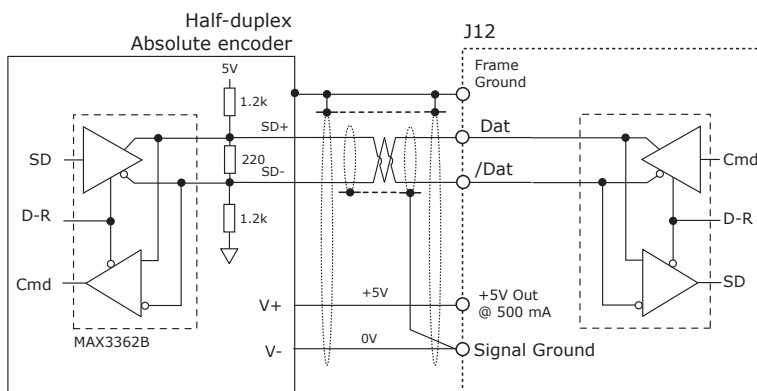 Half-duplex
Absolute encoder
J12
5V
Frame
Ground
1.2k
SD+
Dat
SD
220
Cmd
SD-
/Dat
D-R
1.2k
D-R
Cmd
SD
V+
+5V
+5V Out
@ 500 mA
MAX3362B
V-
0V
Signal Ground